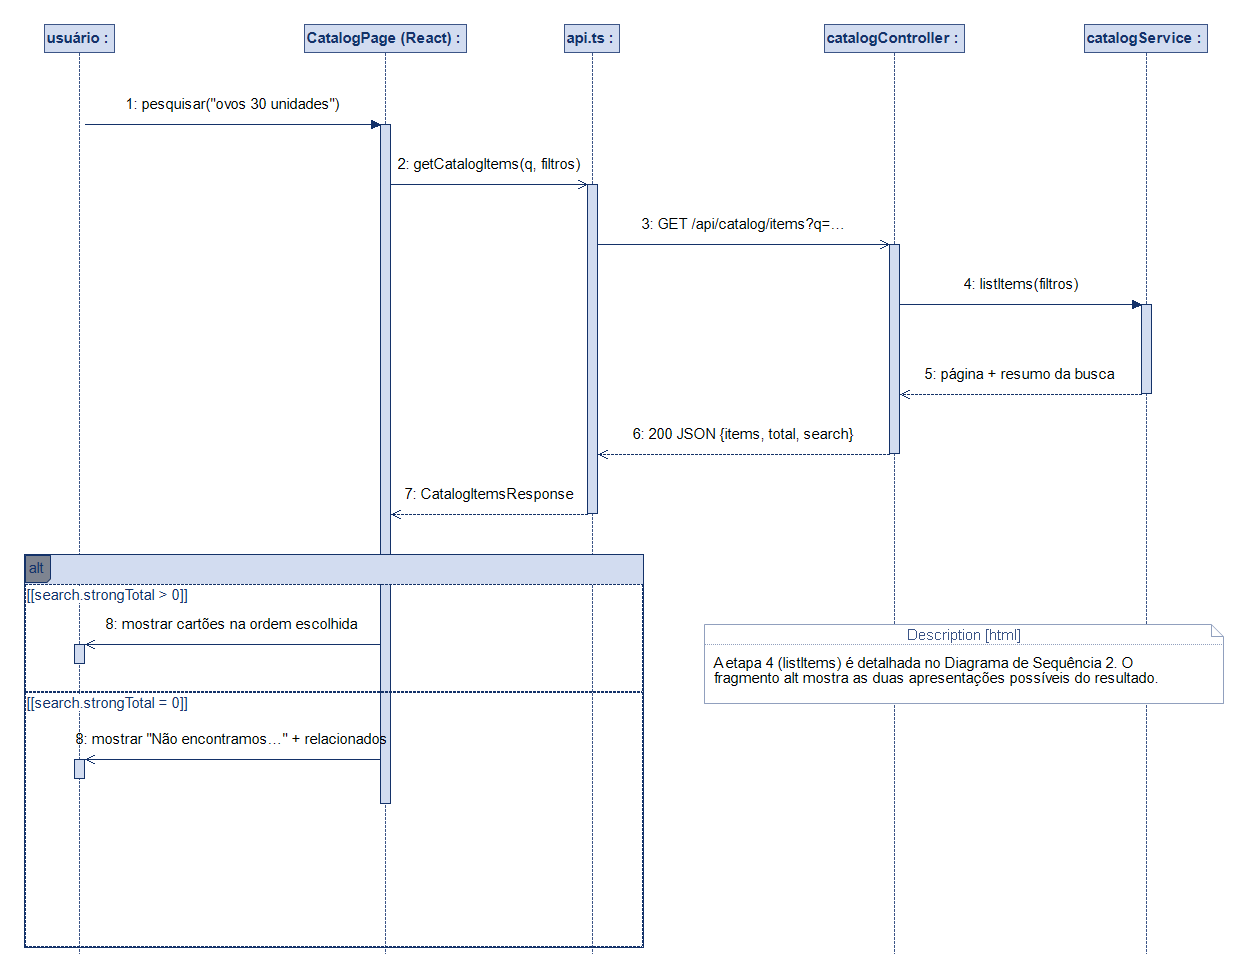 usuário :
CatalogPage (React) :
api.ts :
catalogController :
catalogService :
1: pesquisar("ovos 30 unidades")
2: getCatalogItems(q, filtros)
3: GET /api/catalog/items?q=…
4: listItems(filtros)
5: página + resumo da busca
6: 200 JSON {items, total, search}
7: CatalogItemsResponse
alt
[[search.strongTotal > 0]]
8: mostrar cartões na ordem escolhida
Description [html]
A etapa 4 (listItems) é detalhada no Diagrama de Sequência 2. O
fragmento alt mostra as duas apresentações possíveis do resultado.
[[search.strongTotal = 0]]
8: mostrar "Não encontramos…" + relacionados